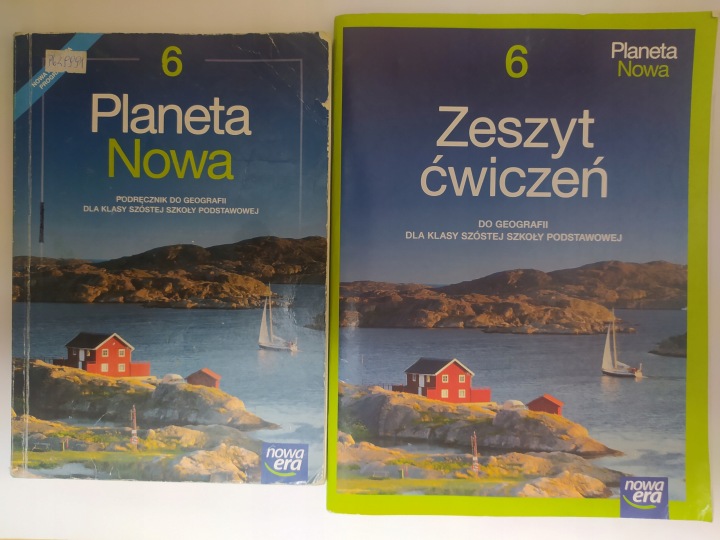 6
Planeta
Nowa
PODRĘCZNIK DO GEOGRAFII
DLA KLASY SZÓSTEJ SZKOŁY PODSTAWOWEJ
nowa
era
6
Planeta
Nowa
Zeszyt
ćwiczeń
DO GEOGRAFII
DLA KLASY SZÓSTEJ SZKOŁY PODSTAWOWEJ
nowa
era